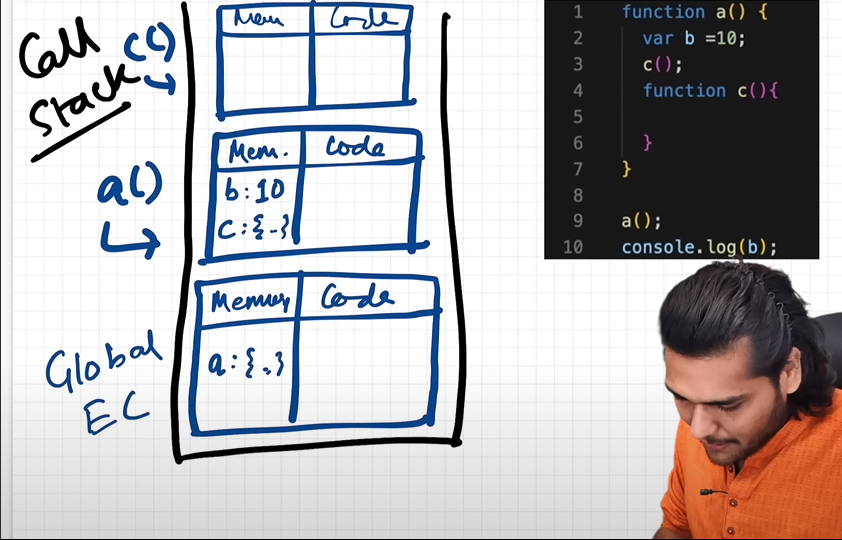 Call
Stack
c()
Mem
Code
a()
Mem.
Code
b:10
c:{..}
Global
EC
Memory
Code
a:{..}
1 function a() {
2 var b =10;
3 c();
4 function c(){
5
6 }
7 }
8
9 a();
10 console.log(b);